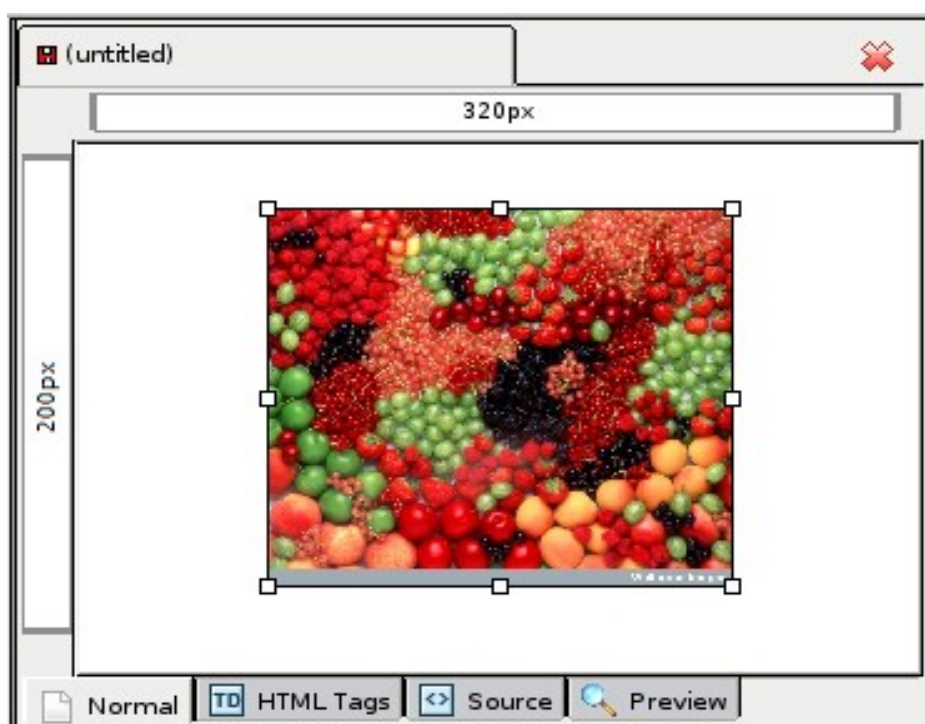 (untitled)
320px
200px
Normal
TD HTML Tags
<> Source
Preview